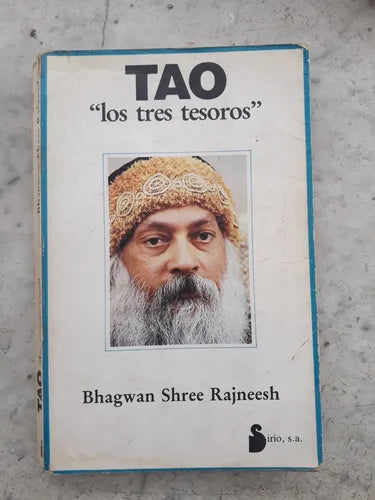 TAO
“los tres tesoros”
Bhagwan Shree Rajneesh
Sirio, s.a.
TAO